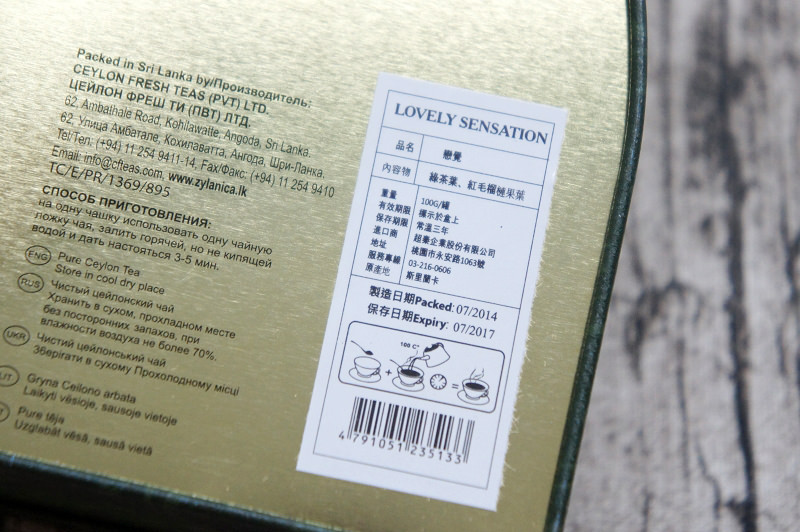 Packed in Sri Lanka by/Производитель:
CEYLON FRESH TEAS (PVT) LTD.
ЦЕЙЛОН ФРЕШ ТИ (ПВТ) ЛТД.
62, Ambathale Road, Kohilawatte, Angoda, Sri Lanka.
62, Улица Амбатале, Кохилаватта, Ангода, Шри-Ланка.
Tel/Тел: (+94) 11 254 9411-14, Fax/Факс: (+94) 11 254 9410
Email: info@cfteas.com, www.zylanica.lk
TC/E/PR/1369/895
СПОСОБ ПРИГОТОВЛЕНИЯ:
на одну чашку использовать одну чайную
ложку чая, залить горячей, но не кипящей
водой и дать настояться 3-5 мин.
ENG Pure Ceylon Tea
Store in cool dry place
RUS Чистый цейлонский чай
Хранить в сухом, прохладном месте
без посторонних запахов, при
влажности воздуха не более 70%.
UKR Чистий цейлонський чай
Зберігати в сухому Прохолодному місці
Gryna Ceilono arbata
Laikyti vėsioje, sausoje vietoje
Pure tēja
Uzglabāt vēsā, sausā vietā
LOVELY SENSATION
品名 戀覺
內容物 綠茶葉、紅毛榴槤果葉
重量 100G/罐
有效期限 標示於盒上
保存期限 常溫三年
進口商 超臻企業股份有限公司
地址 桃園市永安路1063號
服務專線 03-216-0606
原產地 斯里蘭卡
製造日期Packed: 07/2014
保存日期Expiry: 07/2017
100 C°
+ =
4 791051 235133